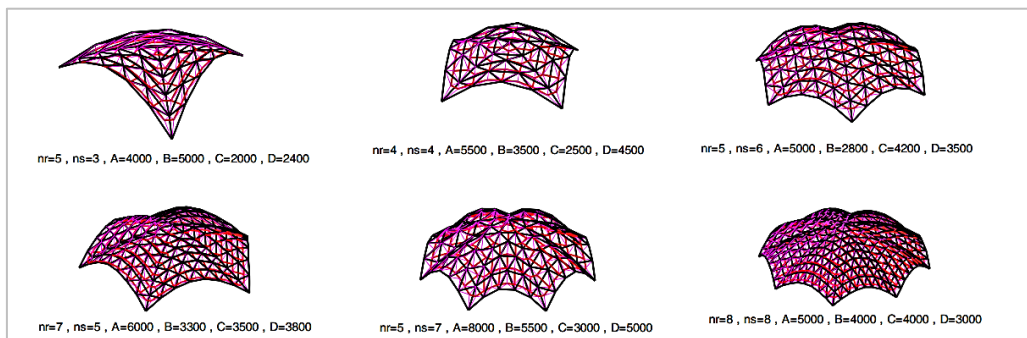 nr=5 , ns=3 , A=4000 , B=5000 , C=2000 , D=2400
nr=4 , ns=4 , A=5500 , B=3500 , C=2500 , D=4500
nr=5 , ns=6 , A=5000 , B=2800 , C=4200 , D=3500
nr=7 , ns=5 , A=6000 , B=3300 , C=3500 , D=3800
nr=5 , ns=7 , A=8000 , B=5500 , C=3000 , D=5000
nr=8 , ns=8 , A=5000 , B=4000 , C=4000 , D=3000